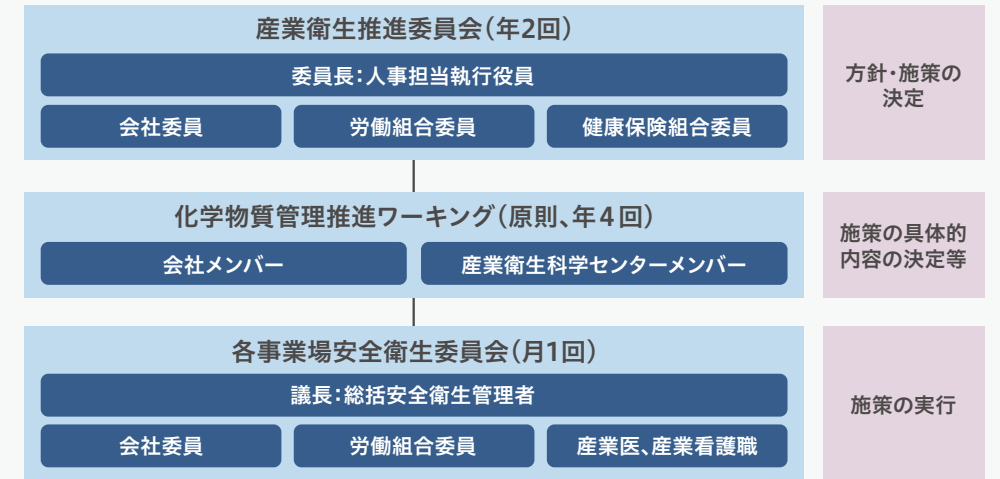 産業衛生推進委員会（年2回）
委員長：人事担当執行役員
会社委員
労働組合委員
健康保険組合委員
方針・施策の
決定
化学物質管理推進ワーキング（原則、年４回）
会社メンバー
産業衛生科学センターメンバー
施策の具体的
内容の決定等
各事業場安全衛生委員会（月1回）
議長：総括安全衛生管理者
会社委員
労働組合委員
産業医、産業看護職
施策の実行